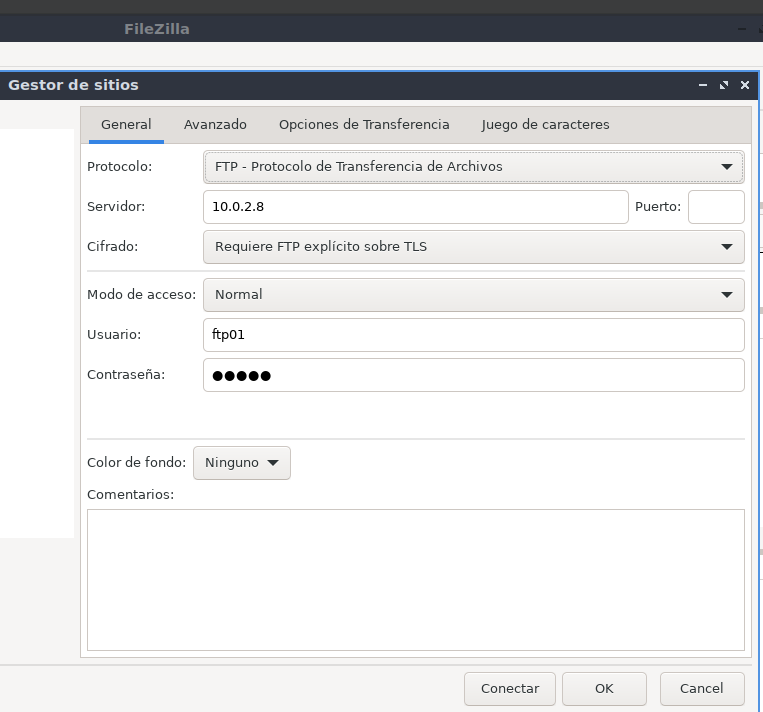 FileZilla
Gestor de sitios
General Avanzado Opciones de Transferencia Juego de caracteres
Protocolo: FTP - Protocolo de Transferencia de Archivos
Servidor: 10.0.2.8 Puerto:
Cifrado: Requiere FTP explícito sobre TLS
Modo de acceso: Normal
Usuario: ftp01
Contraseña: ●●●●●
Color de fondo: Ninguno
Comentarios:
Conectar OK Cancel